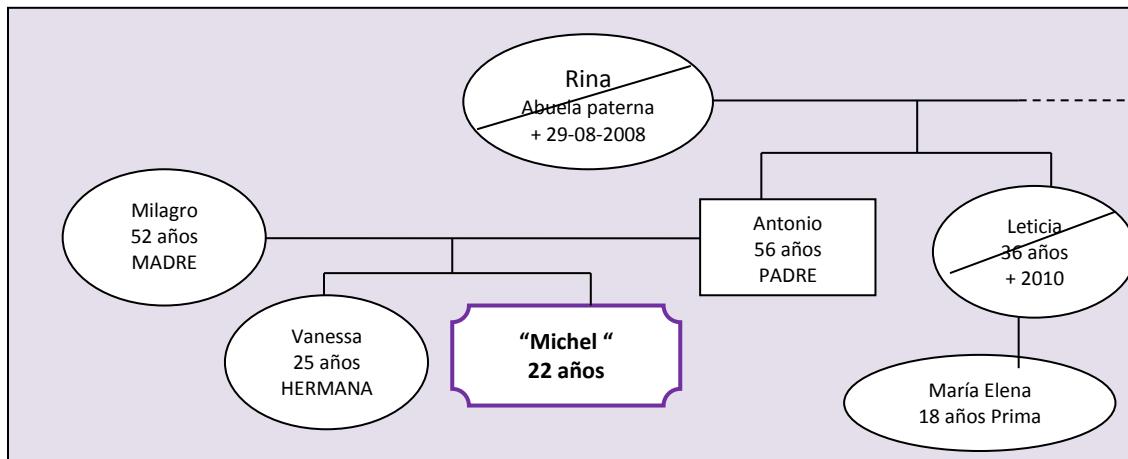 Rina
Abuela paterna
+ 29-08-2008
Milagro
52 años
MADRE
Antonio
56 años
PADRE
Leticia
36 años
+ 2010
Vanessa
25 años
HERMANA
“Michel “
22 años
María Elena
18 años Prima